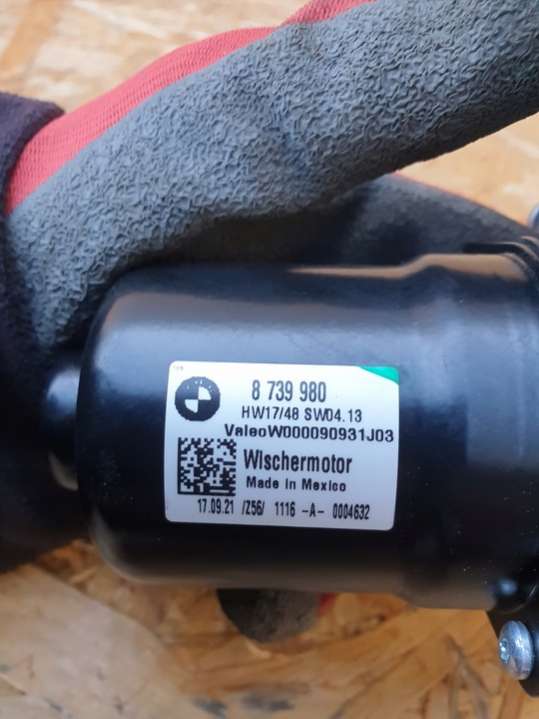 8 739 980
HW17/48 SW04.13
ValeoW000090931J03
Wischermotor
Made in Mexico
17.09.21 /Z56/ 1116 -A- 0004632